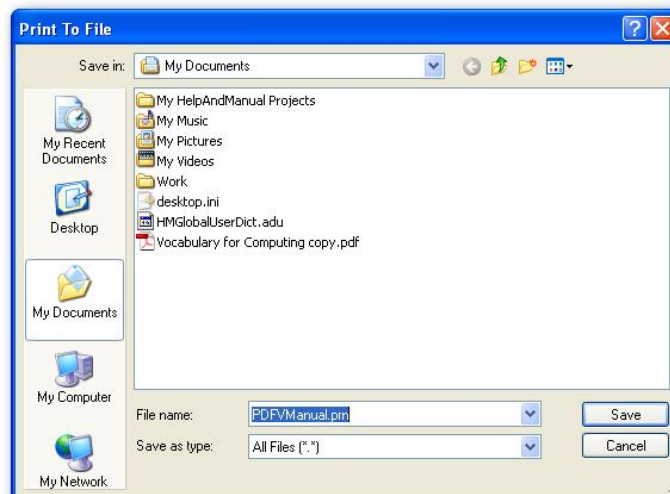 Print To File
Save in: My Documents
My Recent
Documents
Desktop
My Documents
My Computer
My Network
My HelpAndManual Projects
My Music
My Pictures
My Videos
Work
desktop.ini
HMGlobalUserDict.adu
Vocabulary for Computing copy.pdf
File name: PDFVManual.prn Save
Save as type: All Files (*.*) Cancel